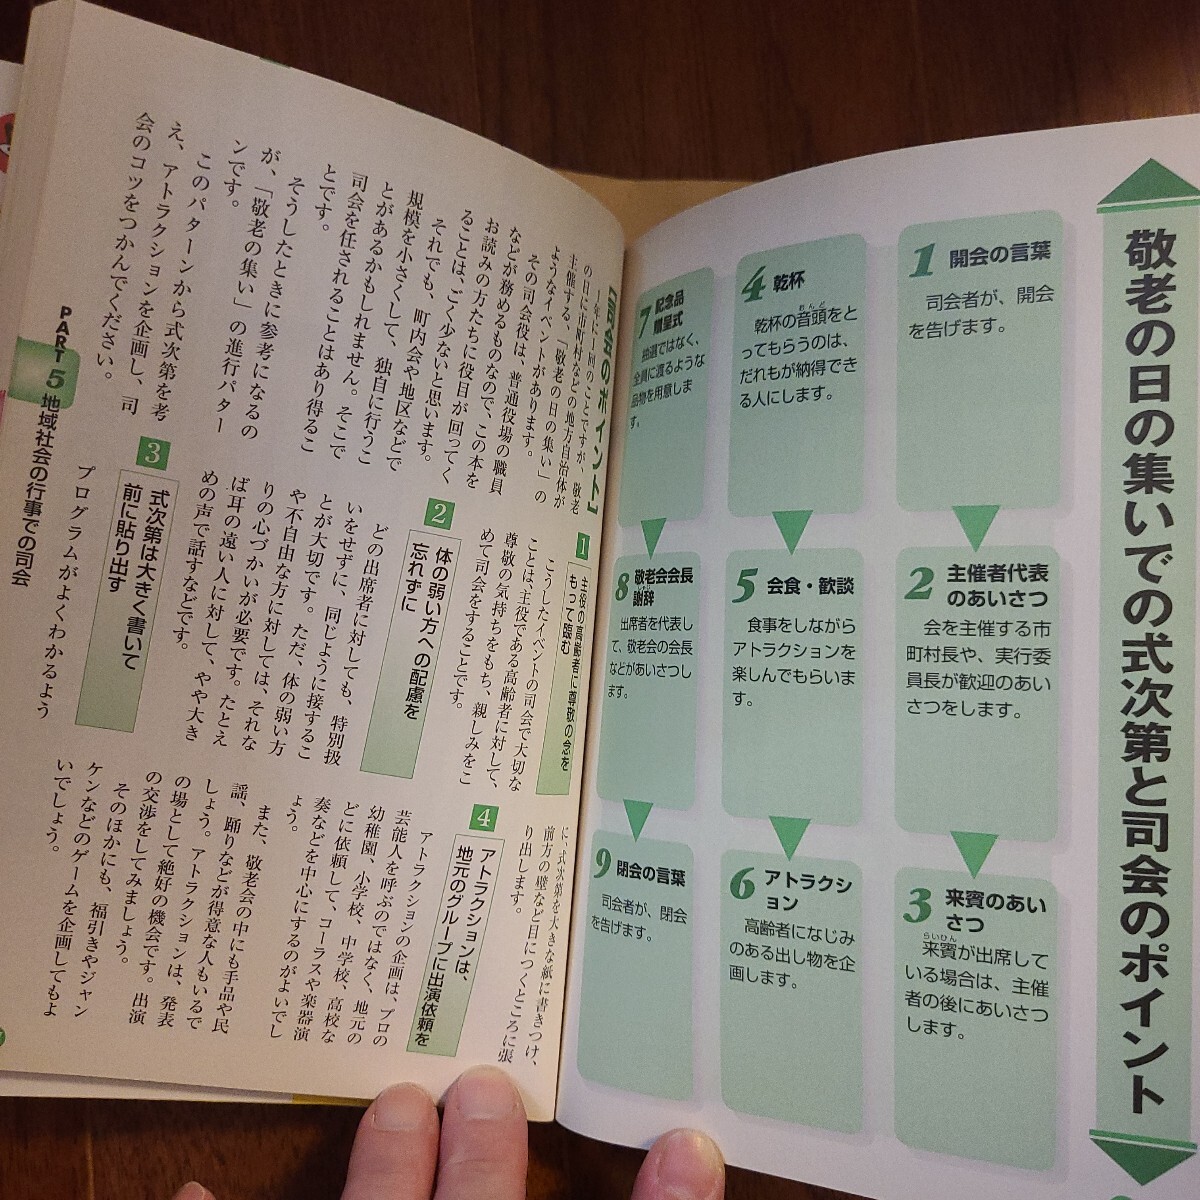 敬老の日の集いでの式次第と司会のポイント
1 開会の言葉
司会者が、開会
を告げます。
2 主催者代表
のあいさつ
会を主催する市
町村長や、実行委
員長が歓迎のあい
さつをします。
3 来賓のあい
さつ
らいひん
来賓が出席して
いる場合は、主催
者の後にあいさつ
します。
4 乾杯
おんど
乾杯の音頭をと
ってもらうのは、
だれもが納得でき
る人にします。
5 会食・歓談
食事をしながら
アトラクションを
楽しんでもらいま
す。
6 アトラクシ
ョン
高齢者になじみ
のある出し物を企
画します。
7 記念品
贈呈式
抽選ではなく、
全員に渡るような
品物を用意しま
す。
8 敬老会会長
謝辞
しゃじ
出席者を代表し
て、敬老会の会長
などがあいさつし
ます。
9 閉会の言葉
司会者が、閉会
を告げます。
【司会のポイント】
1年に1回のことですが、敬老
の日に市町村などの地方自治体が
主催する、「敬老の日の集い」の
ようなイベントがあります。
その司会役は、普通役場の職員
などが務めるものなので、この本を
お読みの方たちに役目が回ってく
ることは、ごく少ないと思います。
それでも、町内会や地区などで
規模を小さくして、独自に行うこ
とがあるかもしれません。そこで
司会を任されることはあり得るこ
とです。
そうしたときに参考になるの
が、「敬老の集い」の進行パター
ンです。
このパターンから式次第を考
え、アトラクションを企画し、司
会のコツをつかんでください。
1 主役の高齢者に尊敬の念を
もって臨む
こうしたイベントの司会で大切な
ことは、主役である高齢者に対して、
尊敬の気持ちをもち、親しみをこ
めて司会をすることです。
2 体の弱い方への配慮を
忘れずに
どの出席者に対しても、特別扱
いをせずに、同じように接するこ
とが大切です。ただ、体の弱い方
や不自由な方に対しては、それな
りの心づかいが必要です。たとえ
ば耳の遠い人に対して、やや大き
めの声で話すなどです。
3 式次第は大きく書いて
前に貼り出す
プログラムがよくわかるよう
に、式次第を大きな紙に書きつけ、
前方の壁など目につくところに張
り出します。
4 アトラクションは、
地元のグループに出演依頼を
アトラクションの企画は、プロの
芸能人を呼ぶのではなく、地元の
幼稚園、小学校、中学校、高校な
どに依頼して、コーラスや楽器演
奏などを中心にするのがよいでし
ょう。
また、敬老会の中にも手品や民
謡、踊りなどが得意な人もいるで
しょう。アトラクションは、発表
の場として絶好の機会です。出演
の交渉をしてみましょう。
そのほかにも、福引きやジャン
ケンなどのゲームを企画してもよ
いでしょう。
PART 5 地域社会の行事での司会